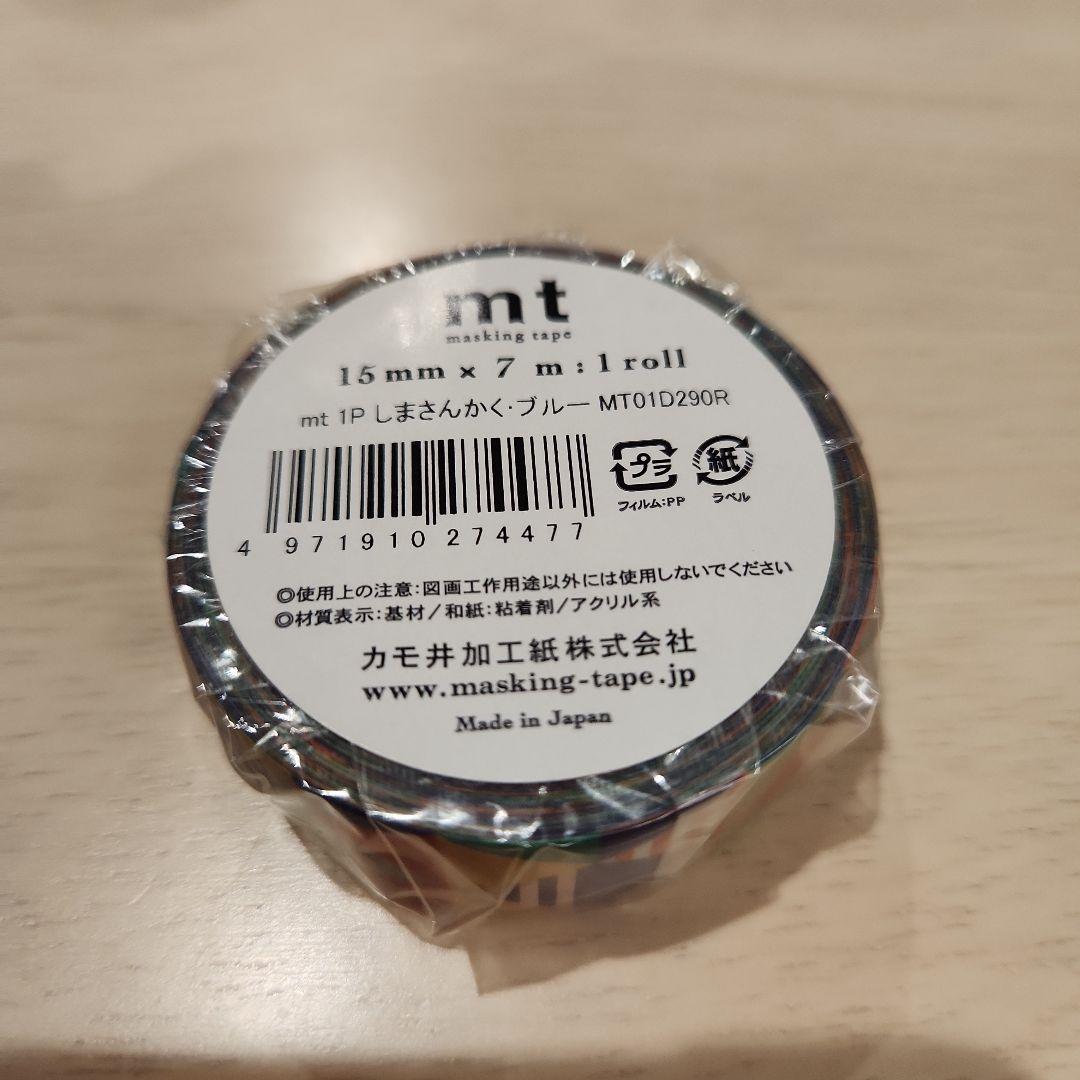 mt
masking tape
15mm × 7 m : 1 roll
mt 1P しまさんかく・ブルー MT01D290R
プラ 紙
フィルム:PP ラベル
4 971910 274477
◎使用上の注意:図画工作用途以外には使用しないでください
◎材質表示:基材/和紙:粘着剤/アクリル系
カモ井加工紙株式会社
www.masking-tape.jp
Made in Japan